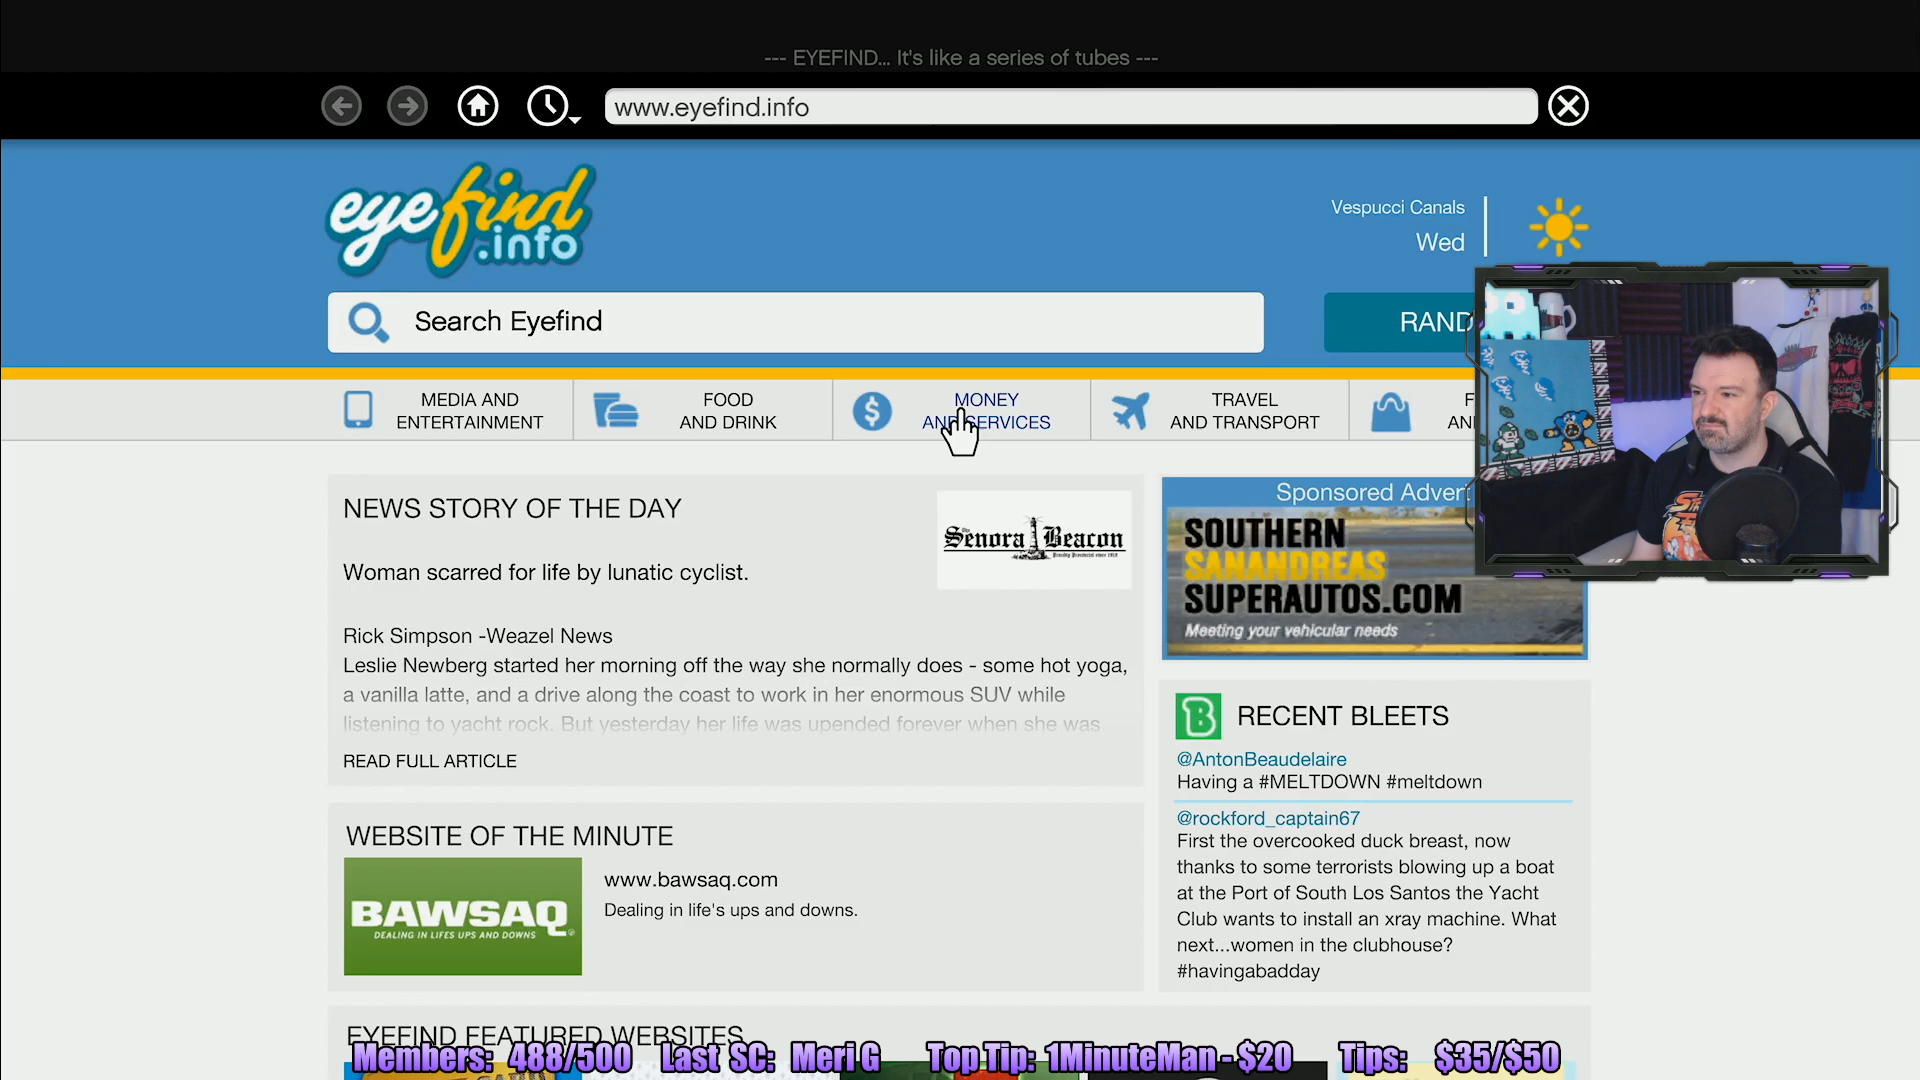 --- EYEFIND... It's like a series of tubes ---
www.eyefind.info
eyefind
.info
Vespucci Canals
Wed
Search Eyefind
RAND
MEDIA AND
ENTERTAINMENT
FOOD
AND DRINK
MONEY
AND SERVICES
TRAVEL
AND TRANSPORT
F
AN
NEWS STORY OF THE DAY
The
Senora Beacon
Woman scarred for life by lunatic cyclist.
Rick Simpson -Weazel News
Leslie Newberg started her morning off the way she normally does - some hot yoga,
a vanilla latte, and a drive along the coast to work in her enormous SUV while
listening to yacht rock. But yesterday her life was upended forever when she was
READ FULL ARTICLE
WEBSITE OF THE MINUTE
BAWSAQ
DEALING IN LIFES UPS AND DOWNS
www.bawsaq.com
Dealing in life's ups and downs.
Sponsored Advert
SOUTHERN
SANANDREAS
SUPERAUTOS.COM
Meeting your vehicular needs
B
RECENT BLEETS
@AntonBeaudelaire
Having a #MELTDOWN #meltdown
@rockford_captain67
First the overcooked duck breast, now
thanks to some terrorists blowing up a boat
at the Port of South Los Santos the Yacht
Club wants to install an xray machine. What
next...women in the clubhouse?
#havingabadday
EYEFIND FEATURED WEBSITES
Members: 488/500 Last SC: Meri G Top Tip: 1MinuteMan - $20 Tips: $35/$50